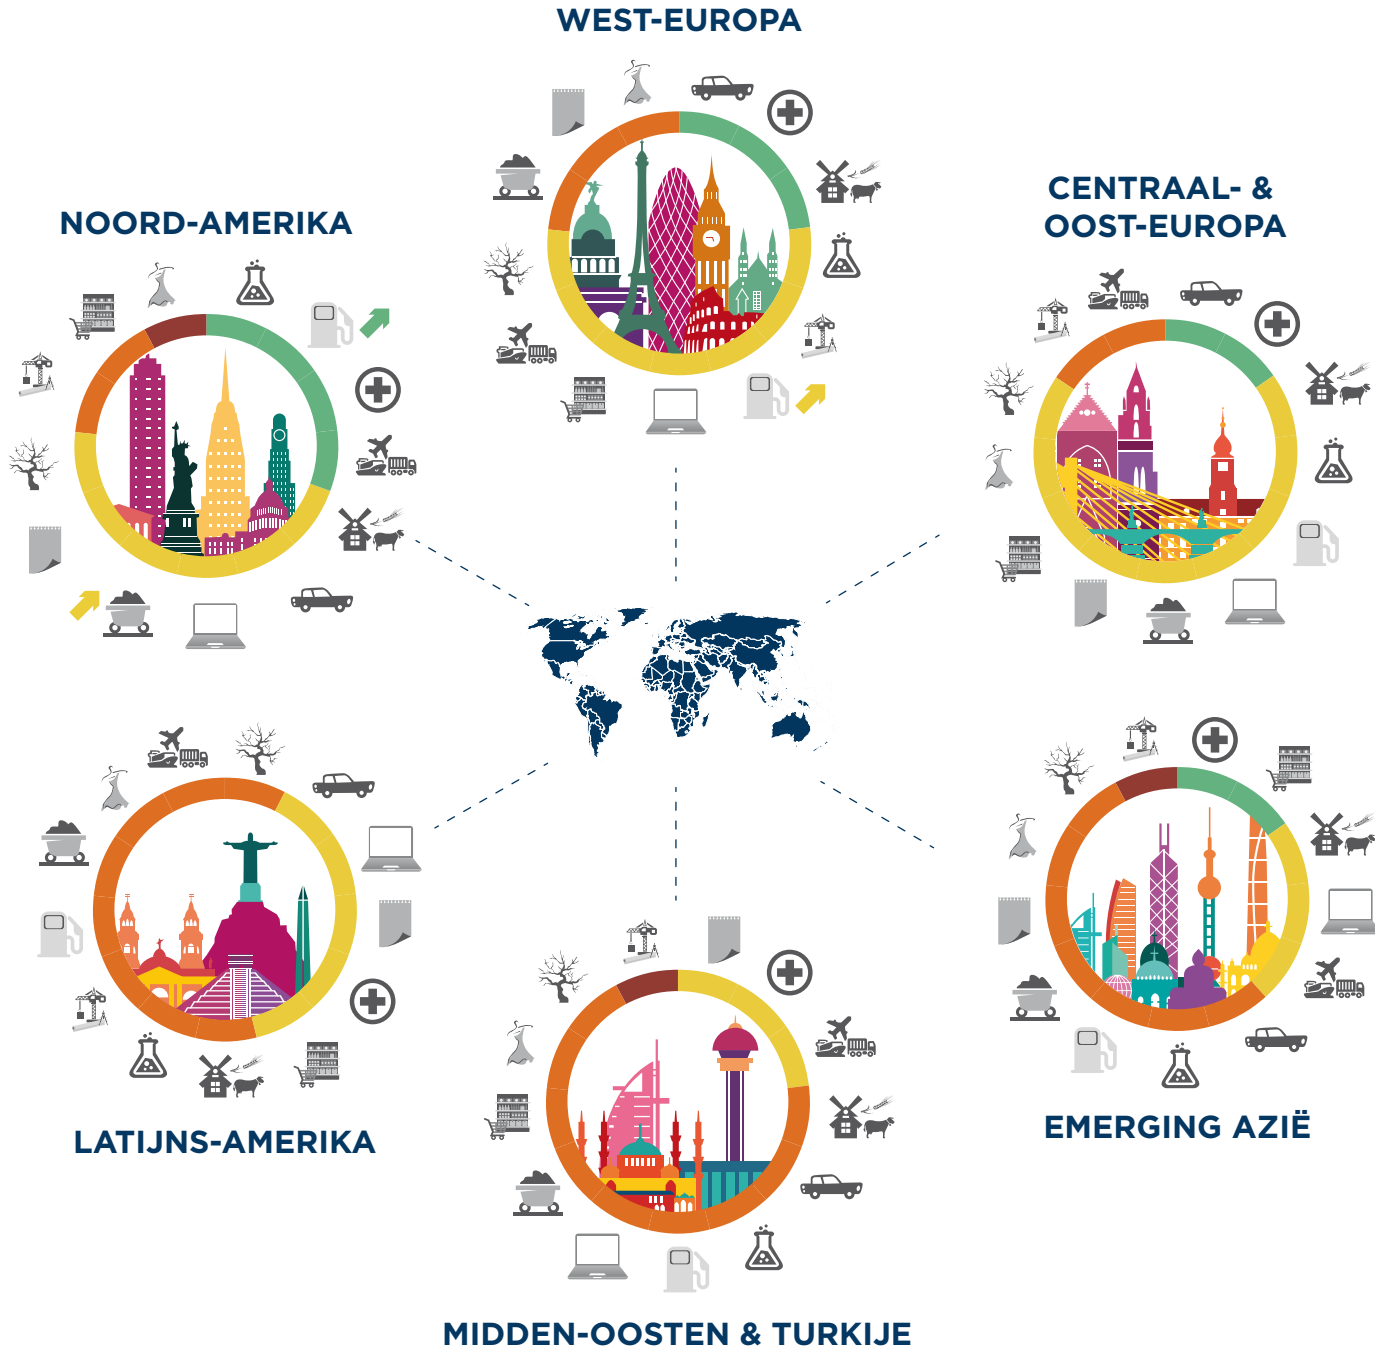 WEST-EUROPA
CENTRAAL- &
OOST-EUROPA
NOORD-AMERIKA
LATIJNS-AMERIKA
EMERGING AZIË
MIDDEN-OOSTEN & TURKIJE